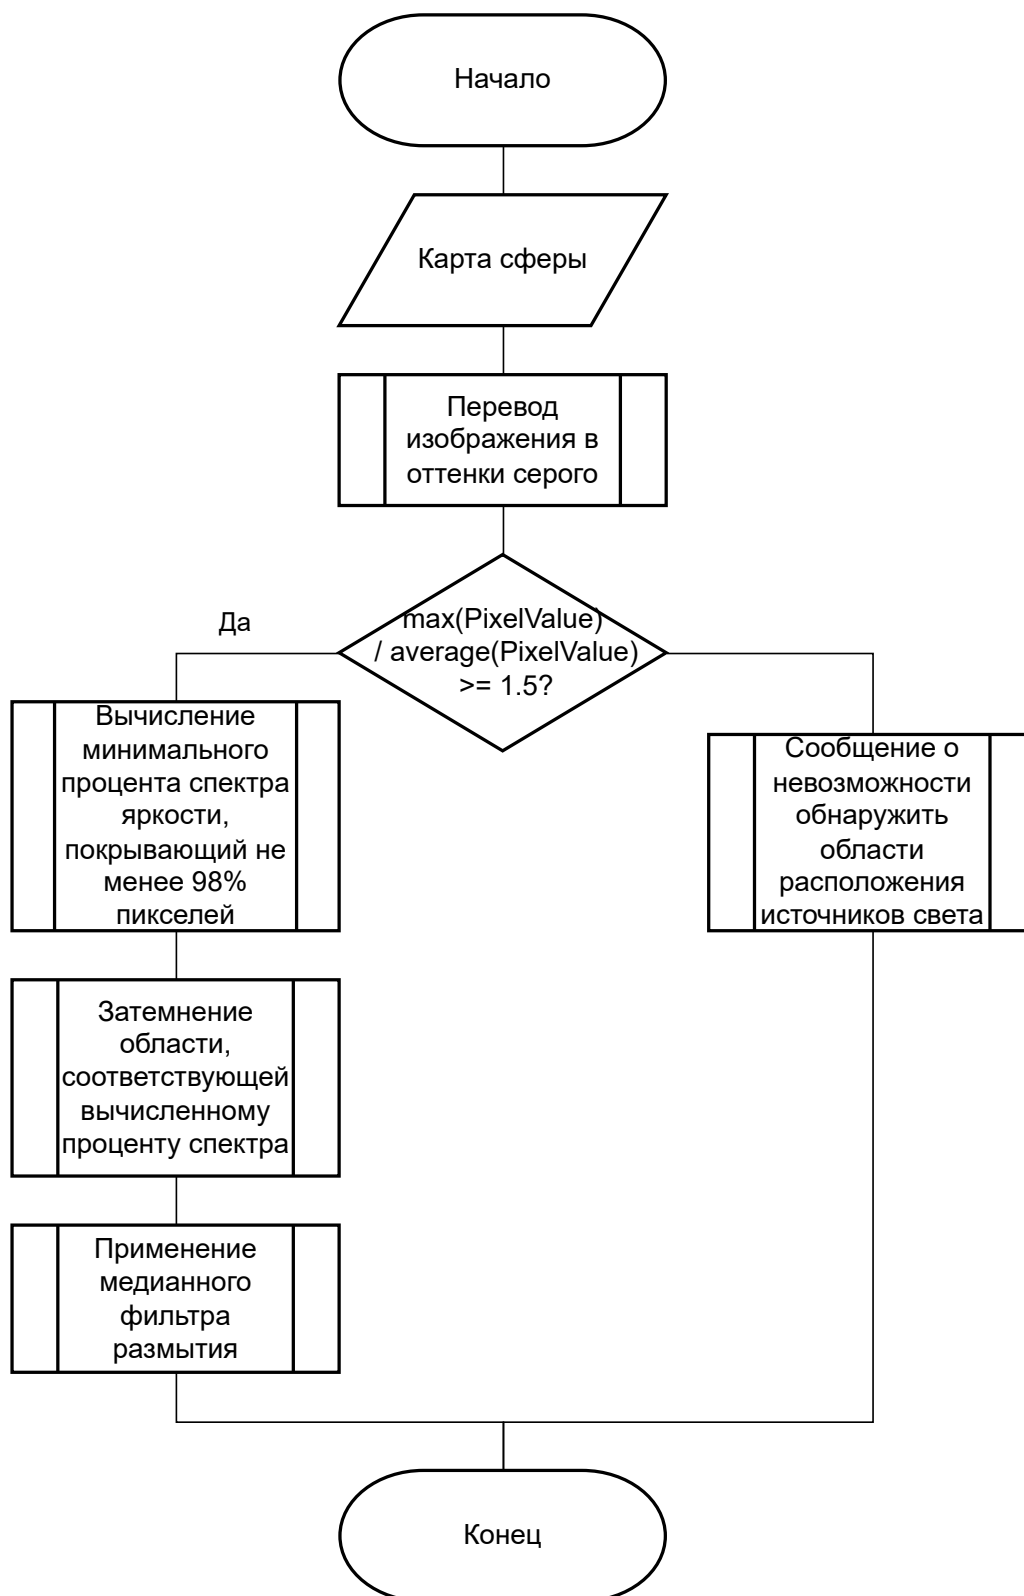 Начало
Карта сферы
Перевод
изображения в
оттенки серого
max(PixelValue)
/ average(PixelValue)
>= 1.5?
Да
Вычисление
минимального
процента спектра
яркости,
покрывающий не
менее 98%
пикселей
Сообщение о
невозможности
обнаружить
области
расположения
источников света
Затемнение
области,
соответствующей
вычисленному
проценту спектра
Применение
медианного
фильтра
размытия
Конец